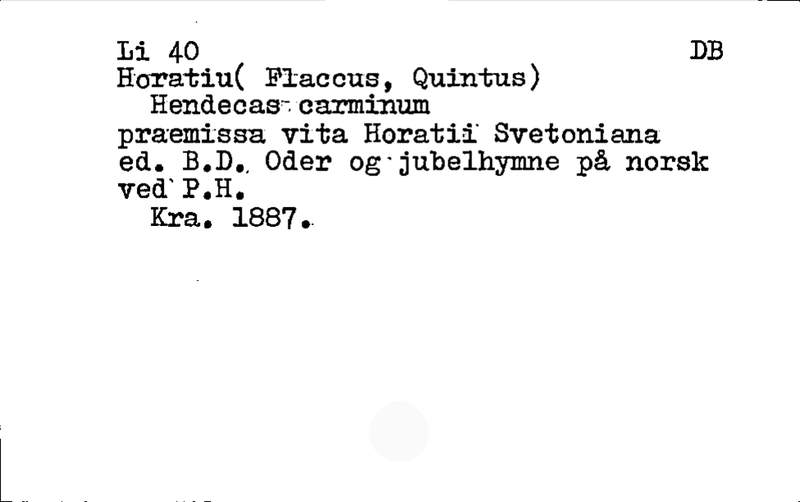 Li 40 DB
Horatiu( Flaccus, Quintus)
Hendecas carminum
praemissa vita Horatii Svetoniana
ed. B.D. Oder og jubelhymne på norsk
ved P.H.
Kra. 1887.